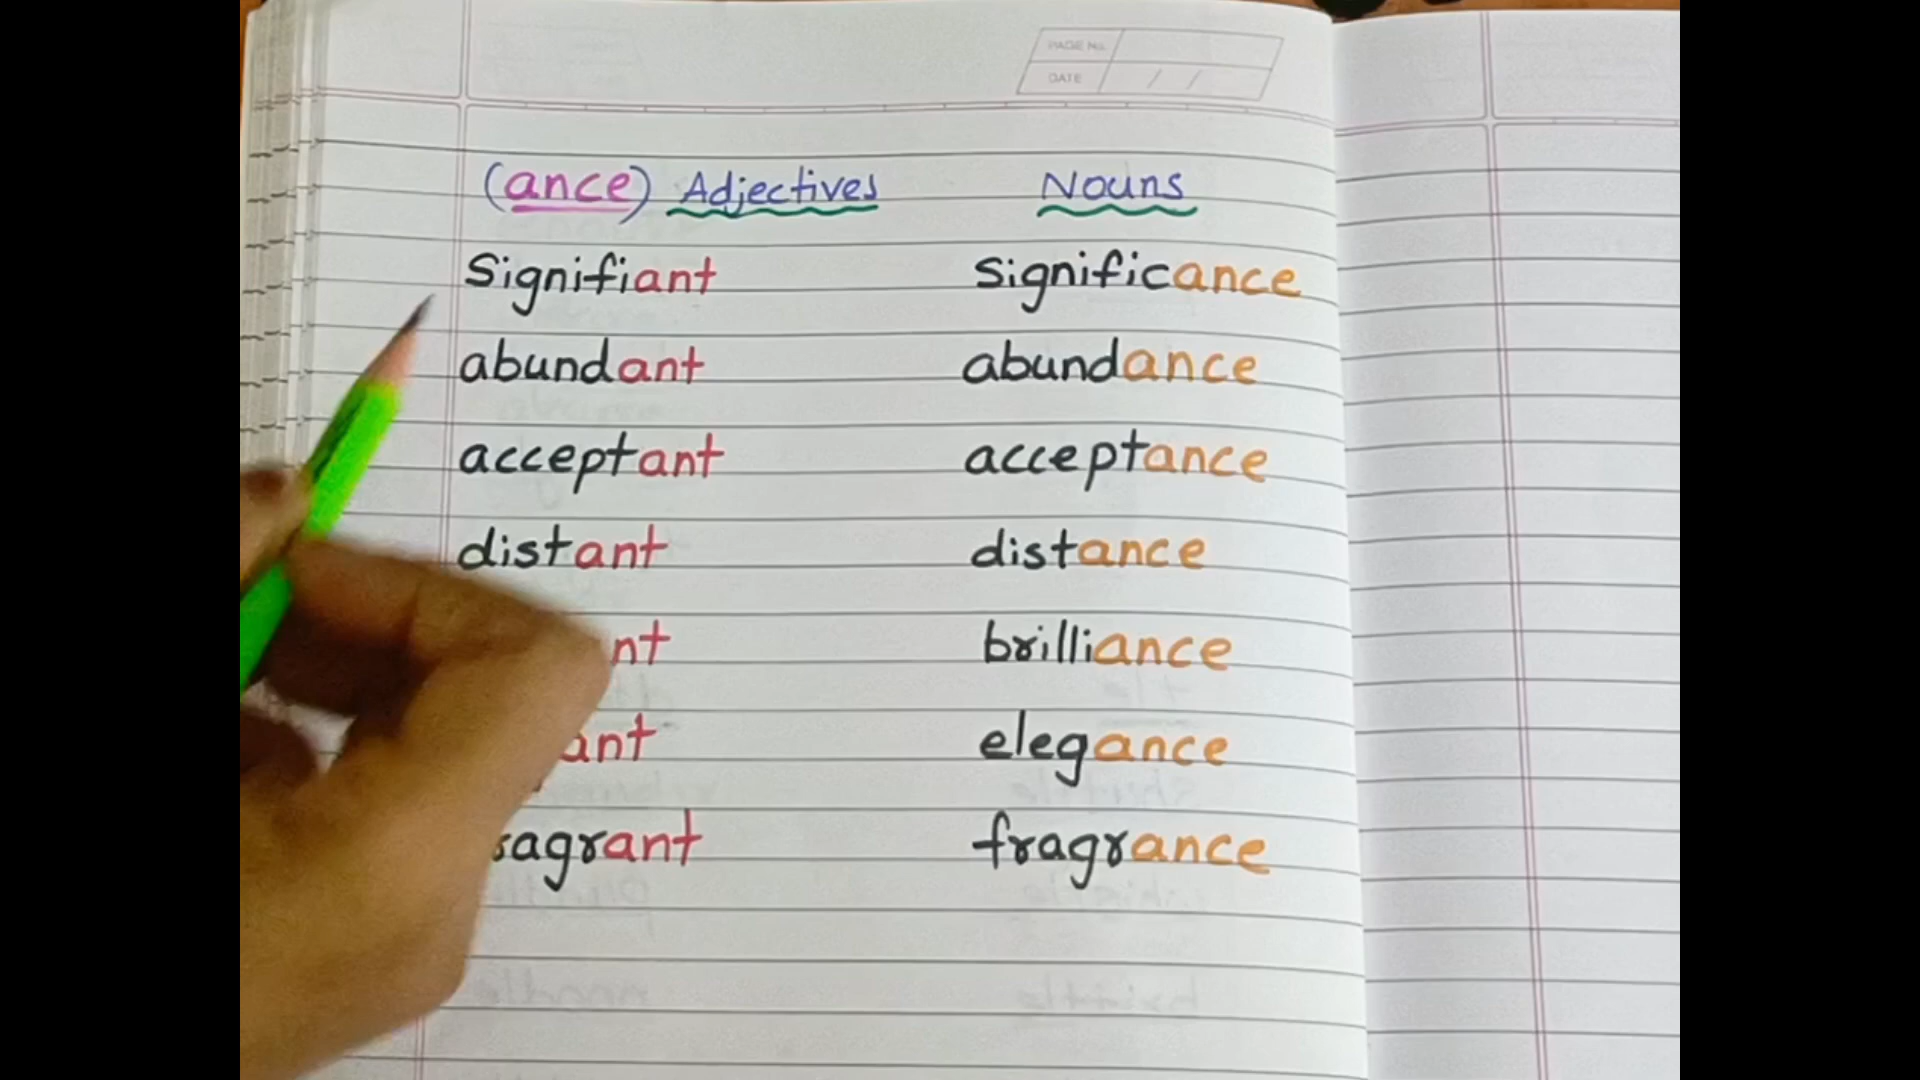 PAGE No.
DATE / /
(ance) Adjectives Nouns
Signifiant significance
abundant abundance
acceptant acceptance
distant distance
nt brilliance
ant elegance
ragrant fragrance